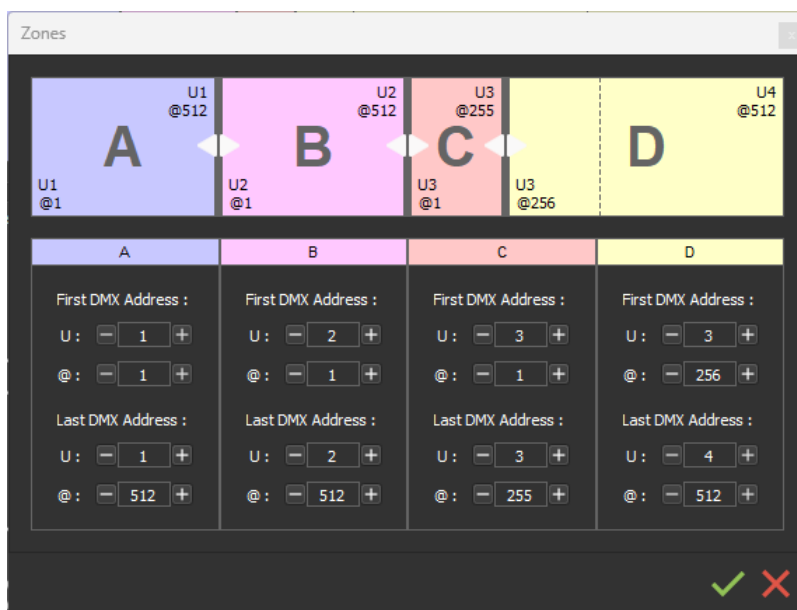 Zones
U1
@512
U2
@512
U3
@255
U4
@512
A
B
C
D
U1
@1
U2
@1
U3
@1
U3
@256
A
B
C
D
First DMX Address :
First DMX Address :
First DMX Address :
First DMX Address :
U : − 1 +
U : − 2 +
U : − 3 +
U : − 3 +
@ : − 1 +
@ : − 1 +
@ : − 1 +
@ : − 256 +
Last DMX Address :
Last DMX Address :
Last DMX Address :
Last DMX Address :
U : − 1 +
U : − 2 +
U : − 3 +
U : − 4 +
@ : − 512 +
@ : − 512 +
@ : − 255 +
@ : − 512 +